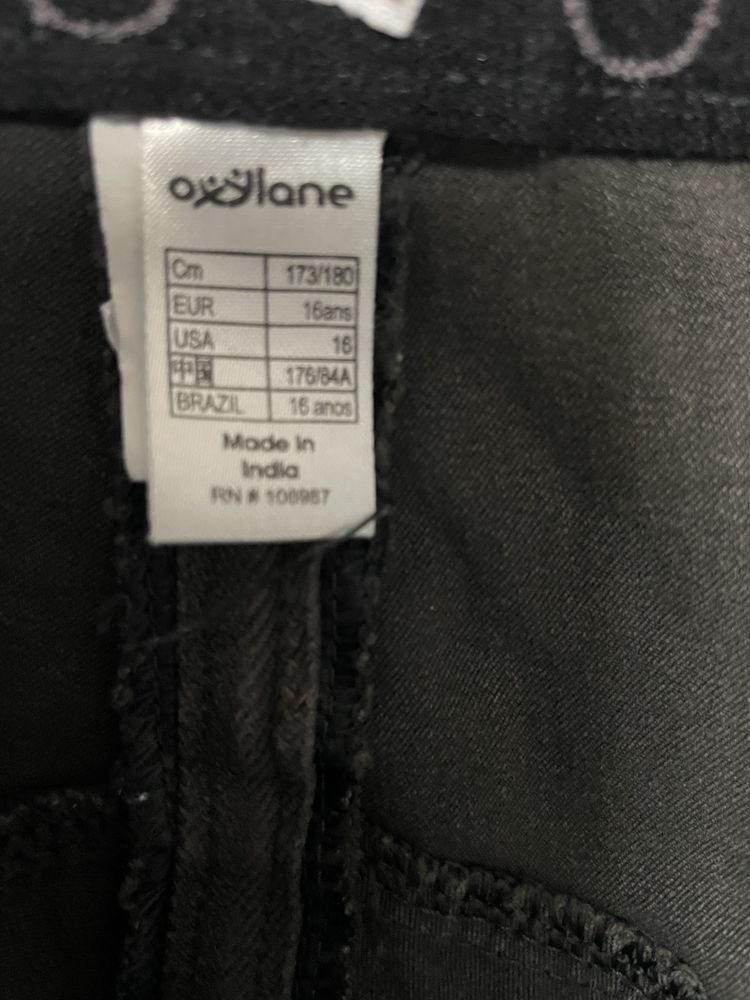 oxylane
Cm 173/180
EUR 16ans
USA 16
中国 176/84A
BRAZIL 16 anos
Made in
India
RN # 106987